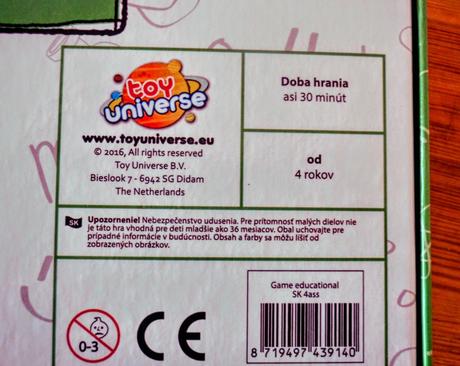 toy
universe
www.toyuniverse.eu
© 2016, All rights reserved
Toy Universe B.V.
Bieslook 7 - 6942 SG Didam
The Netherlands
Doba hrania
asi 30 minút
od
4 rokov
SK Upozornenie! Nebezpečenstvo udusenia. Pre prítomnosť malých dielov nie
je táto hra vhodná pre deti mladšie ako 36 mesiacov. Obal uchovajte pre
prípadné informácie v budúcnosti. Obsah a farby sa môžu líšiť od
zobrazených obrázkov.
0-3
CE
Game educational
SK 4ass
8 719497 439140